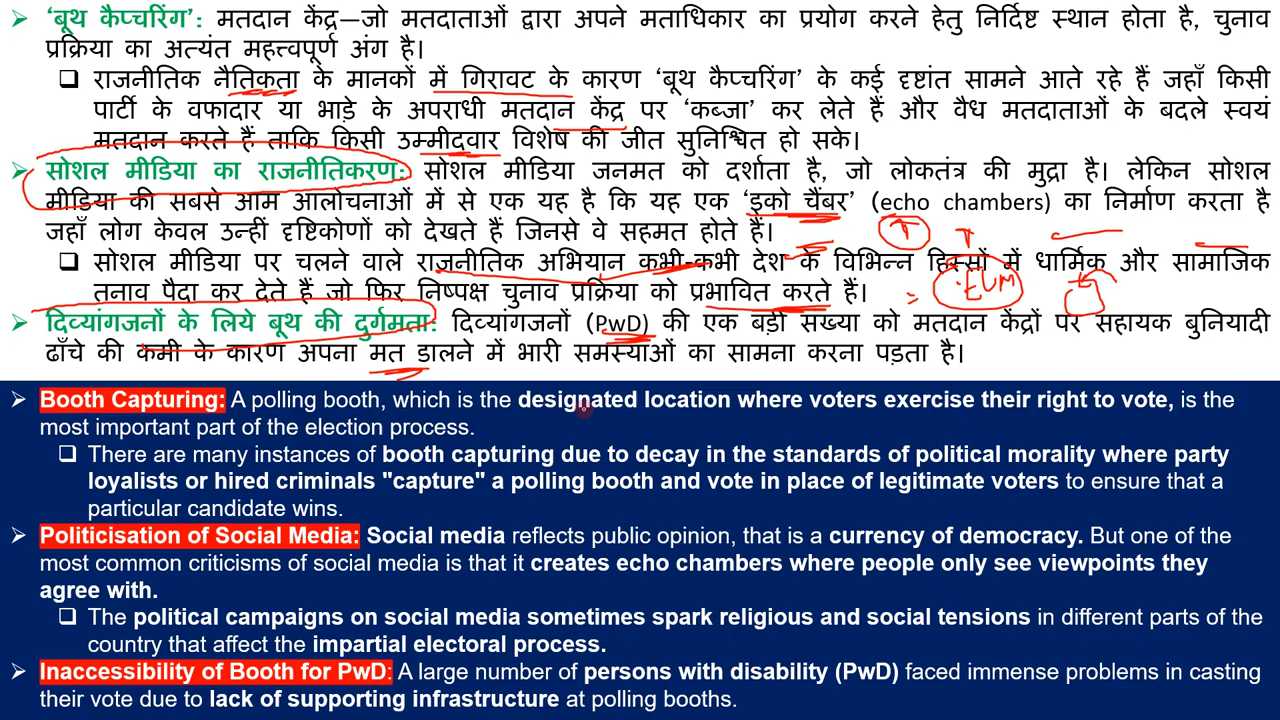 ➢ ‘बूथ कैप्चरिंग’: मतदान केंद्र—जो मतदाताओं द्वारा अपने मताधिकार का प्रयोग करने हेतु निर्दिष्ट स्थान होता है, चुनाव
प्रक्रिया का अत्यंत महत्त्वपूर्ण अंग है।
❑ राजनीतिक नैतिकता के मानकों में गिरावट के कारण ‘बूथ कैप्चरिंग’ के कई दृष्टांत सामने आते रहे हैं जहाँ किसी
पार्टी के वफादार या भाड़े के अपराधी मतदान केंद्र पर ‘कब्जा’ कर लेते हैं और वैध मतदाताओं के बदले स्वयं
मतदान करते हैं ताकि किसी उम्मीदवार विशेष की जीत सुनिश्चित हो सके।
➢ सोशल मीडिया का राजनीतिकरण: सोशल मीडिया जनमत को दर्शाता है, जो लोकतंत्र की मुद्रा है। लेकिन सोशल
मीडिया की सबसे आम आलोचनाओं में से एक यह है कि यह एक ‘इको चैंबर’ (echo chambers) का निर्माण करता है
जहाँ लोग केवल उन्हीं दृष्टिकोणों को देखते हैं जिनसे वे सहमत होते हैं।
❑ सोशल मीडिया पर चलने वाले राजनीतिक अभियान कभी-कभी देश के विभिन्न हिस्सों में धार्मिक और सामाजिक
तनाव पैदा कर देते हैं जो फिर निष्पक्ष चुनाव प्रक्रिया को प्रभावित करते हैं।
EVM
➢ दिव्यांगजनों के लिये बूथ की दुर्गमता: दिव्यांगजनों (PwD) की एक बड़ी संख्या को मतदान केंद्रों पर सहायक बुनियादी
ढाँचे की कमी के कारण अपना मत डालने में भारी समस्याओं का सामना करना पड़ता है।
➢ Booth Capturing: A polling booth, which is the designated location where voters exercise their right to vote, is the
most important part of the election process.
❑ There are many instances of booth capturing due to decay in the standards of political morality where party
loyalists or hired criminals "capture" a polling booth and vote in place of legitimate voters to ensure that a
particular candidate wins.
➢ Politicisation of Social Media: Social media reflects public opinion, that is a currency of democracy. But one of the
most common criticisms of social media is that it creates echo chambers where people only see viewpoints they
agree with.
❑ The political campaigns on social media sometimes spark religious and social tensions in different parts of the
country that affect the impartial electoral process.
➢ Inaccessibility of Booth for PwD: A large number of persons with disability (PwD) faced immense problems in casting
their vote due to lack of supporting infrastructure at polling booths.